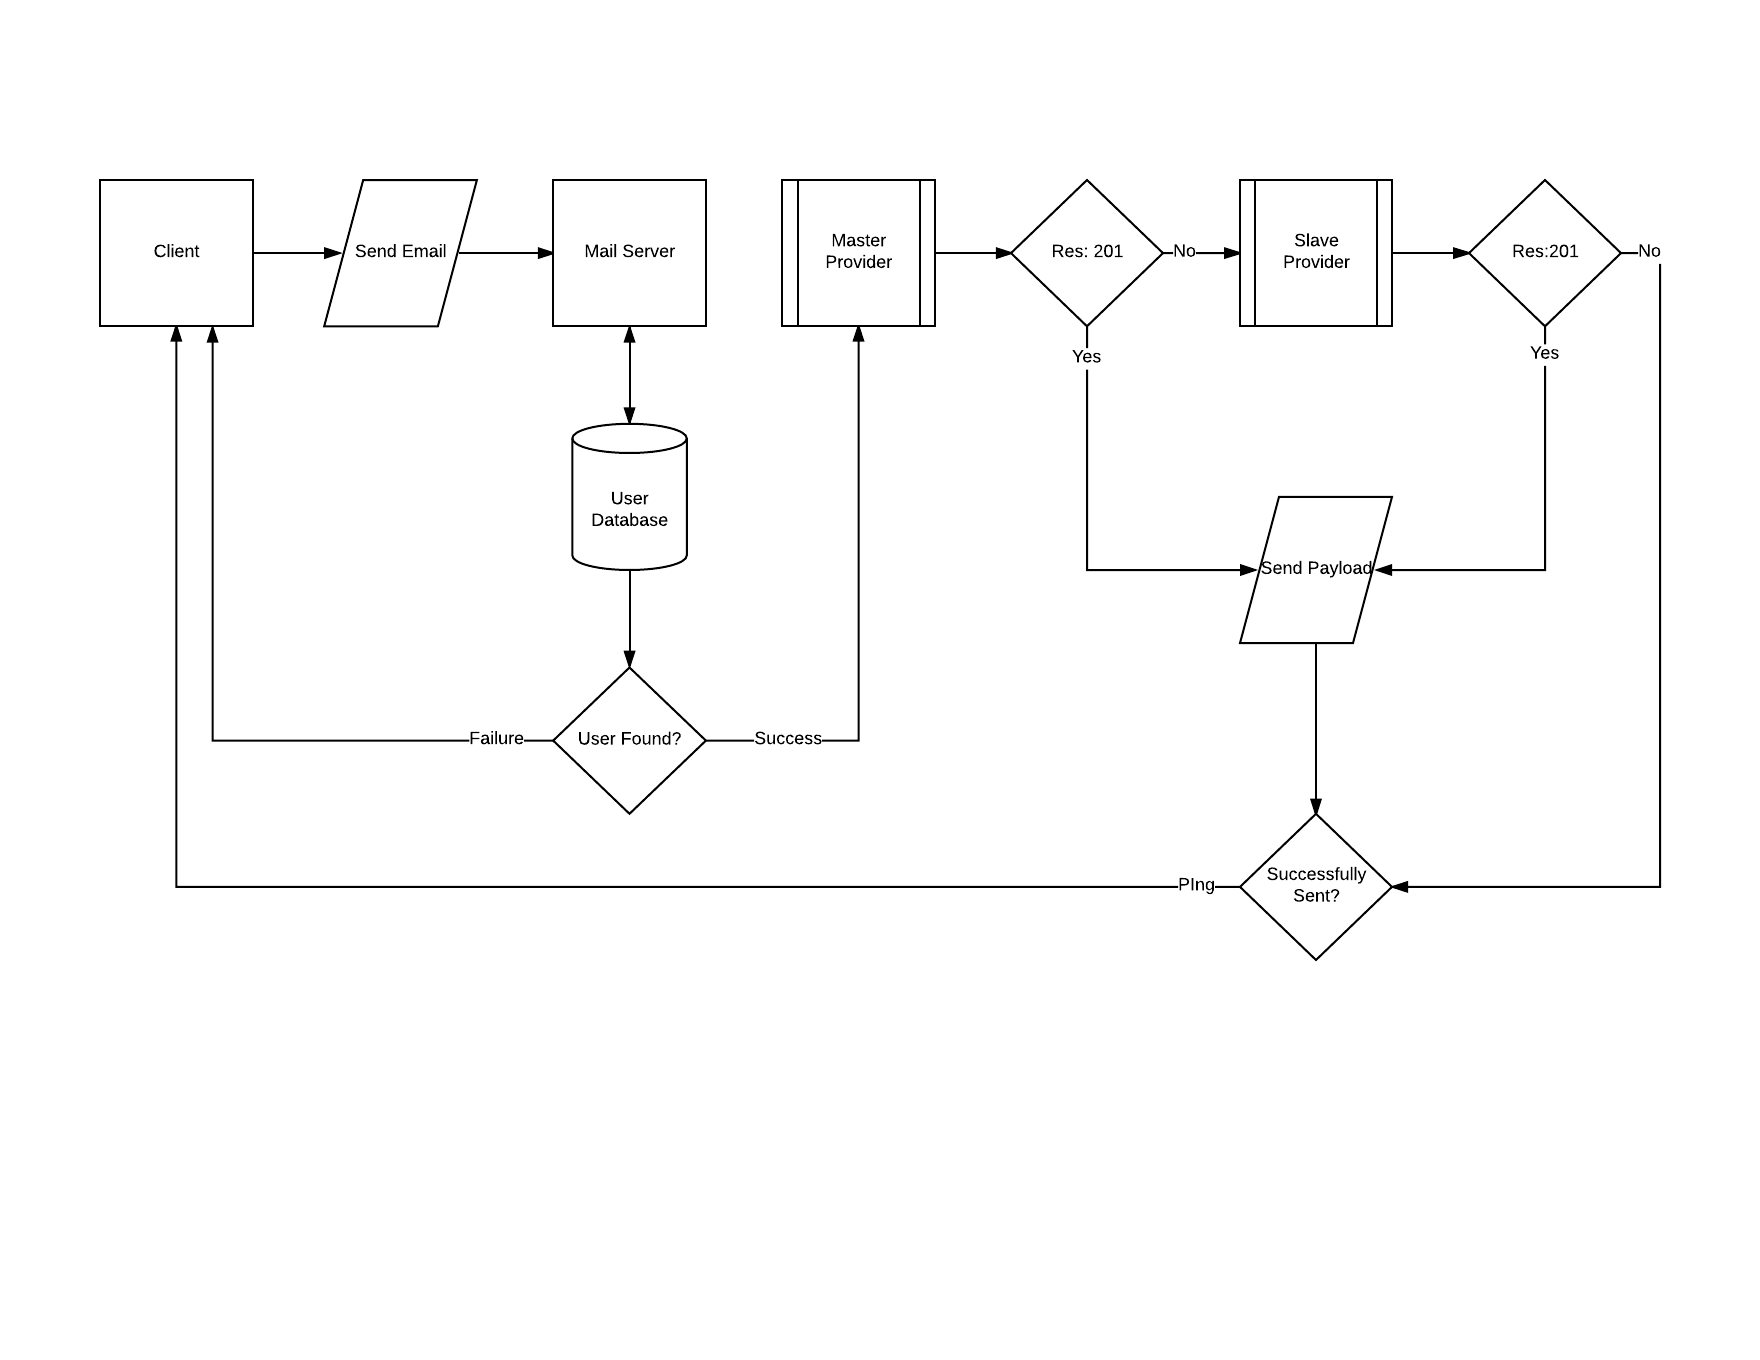 Client
Send Email
Mail Server
Master
Provider
Res: 201
No
Slave
Provider
Res:201
No
Yes
Yes
User
Database
Send Payload
Failure
User Found?
Success
PIng
Successfully
Sent?